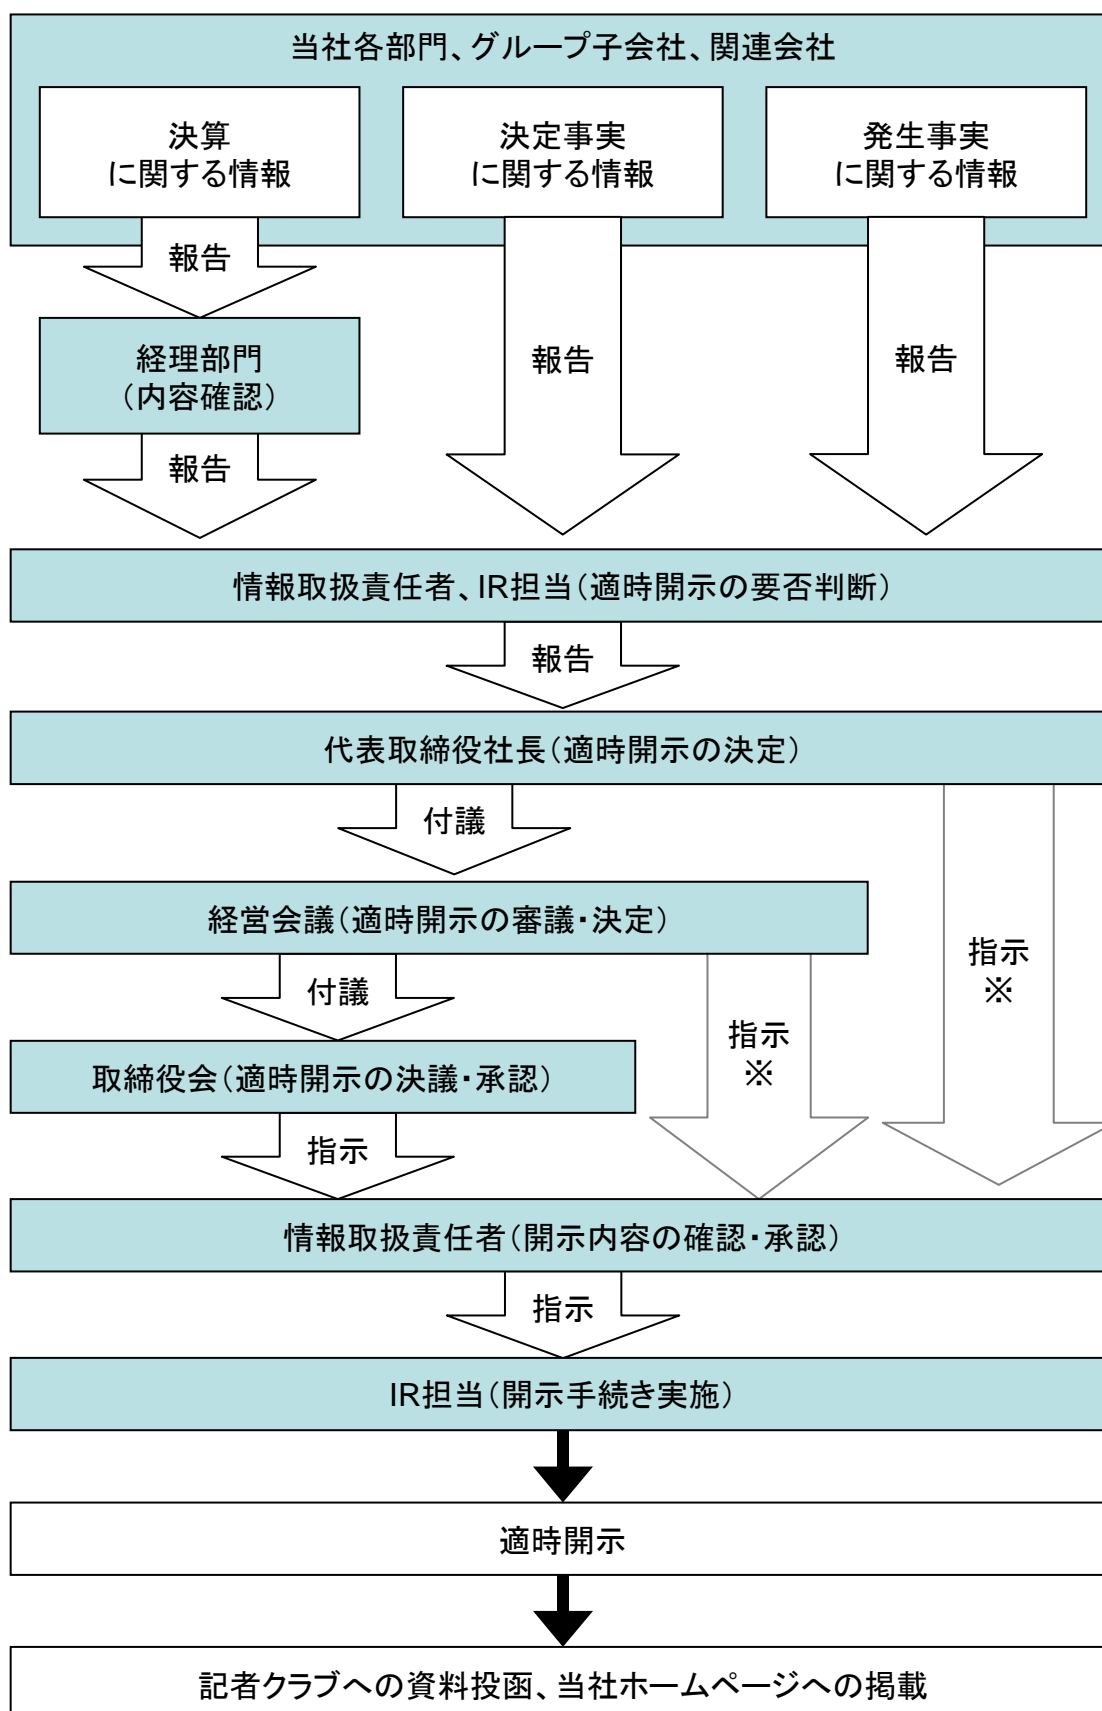 当社各部門、グループ子会社、関連会社
決算
に関する情報
決定事実
に関する情報
発生事実
に関する情報
報告
報告
報告
経理部門
(内容確認)
報告
情報取扱責任者、IR担当(適時開示の要否判断)
報告
代表取締役社長(適時開示の決定)
付議
経営会議(適時開示の審議・決定)
指示
※
付議
指示
※
取締役会(適時開示の決議・承認)
指示
情報取扱責任者(開示内容の確認・承認)
指示
IR担当(開示手続き実施)
適時開示
記者クラブへの資料投函、当社ホームページへの掲載